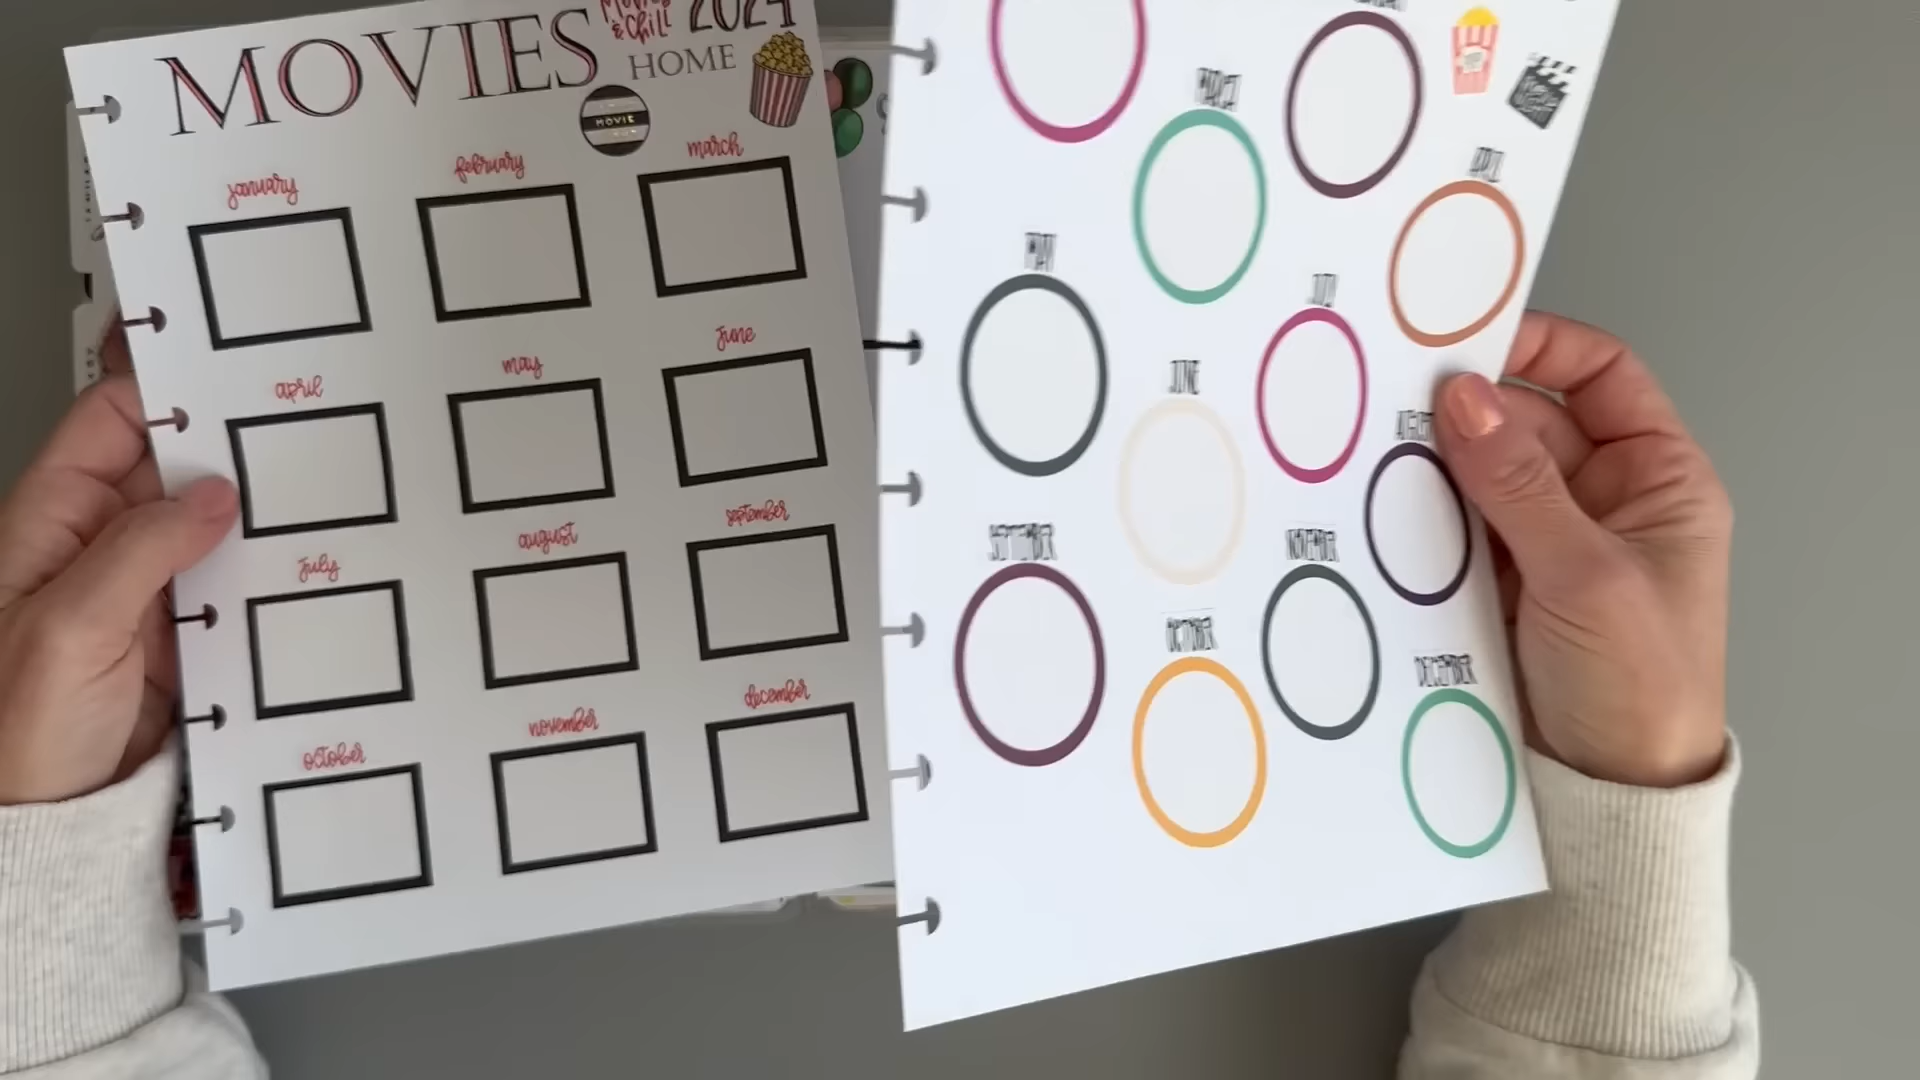 MOVIES
Movies
& Chill
2024
HOME
MOVIE
january
february
march
april
may
june
july
august
september
october
november
december
MARCH
APRIL
MAY
JUNE
JULY
AUGUST
SEPTEMBER
OCTOBER
NOVEMBER
DECEMBER